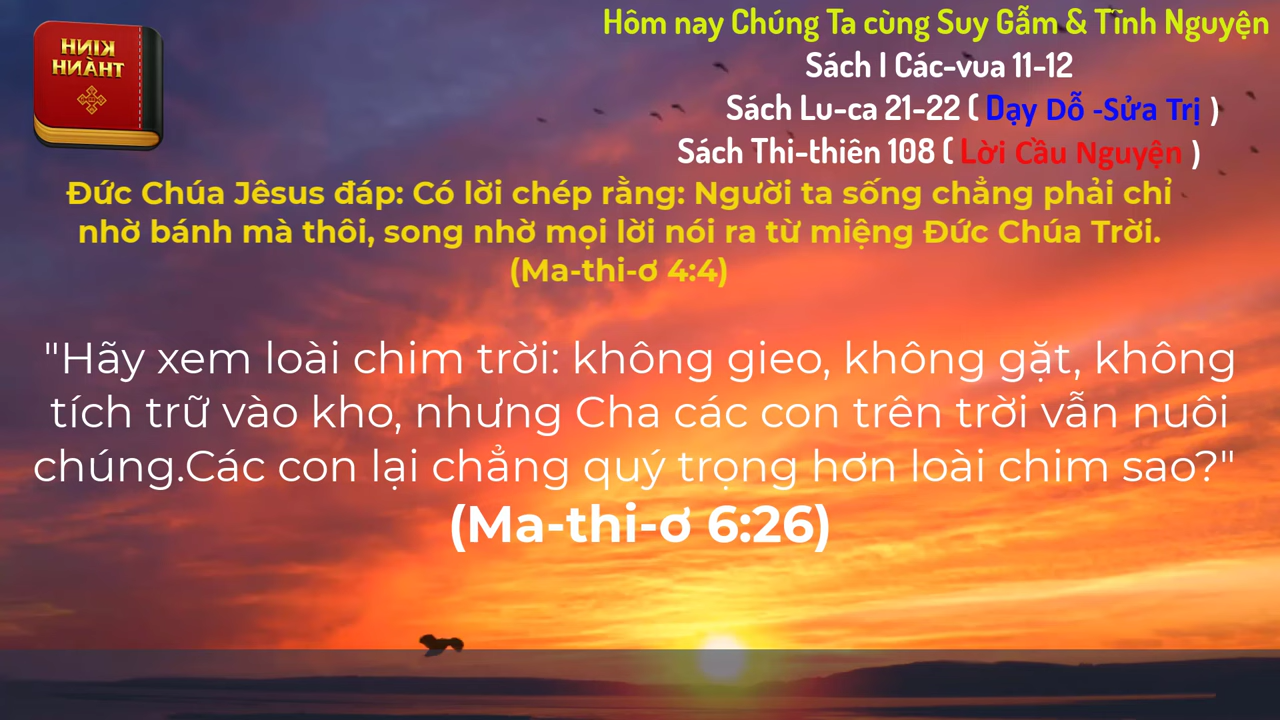 KINH
THÀNH
Hôm nay Chúng Ta cùng Suy Gẫm & Tĩnh Nguyện
Sách I Các-vua 11-12
Sách Lu-ca 21-22 ( Dạy Dỗ -Sửa Trị )
Sách Thi-thiên 108 ( Lời Cầu Nguyện )
Đức Chúa Jêsus đáp: Có lời chép rằng: Người ta sống chẳng phải chỉ
nhờ bánh mà thôi, song nhờ mọi lời nói ra từ miệng Đức Chúa Trời.
(Ma-thi-ơ 4:4)
"Hãy xem loài chim trời: không gieo, không gặt, không
tích trữ vào kho, nhưng Cha các con trên trời vẫn nuôi
chúng.Các con lại chẳng quý trọng hơn loài chim sao?"
(Ma-thi-ơ 6:26)